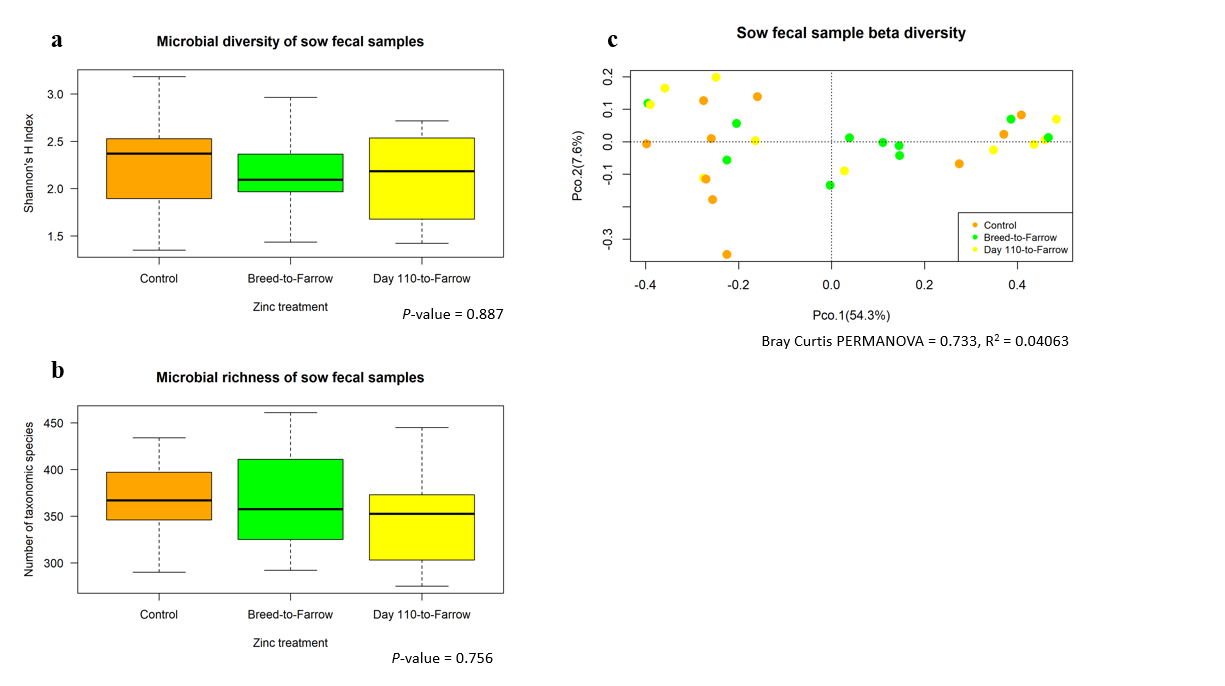 a
Microbial diversity of sow fecal samples
Shannon's H Index
3.0
2.5
2.0
1.5
Control
Breed-to-Farrow
Day 110-to-Farrow
Zinc treatment
P-value = 0.887
b
Microbial richness of sow fecal samples
Number of taxonomic species
450
400
350
300
Control
Breed-to-Farrow
Day 110-to-Farrow
Zinc treatment
P-value = 0.756
c
Sow fecal sample beta diversity
Pco.2(7.6%)
0.2
0.1
0.0
-0.1
-0.3
Control
Breed-to-Farrow
Day 110-to-Farrow
-0.4
-0.2
0.0
0.2
0.4
Pco.1(54.3%)
Bray Curtis PERMANOVA = 0.733, R² = 0.04063